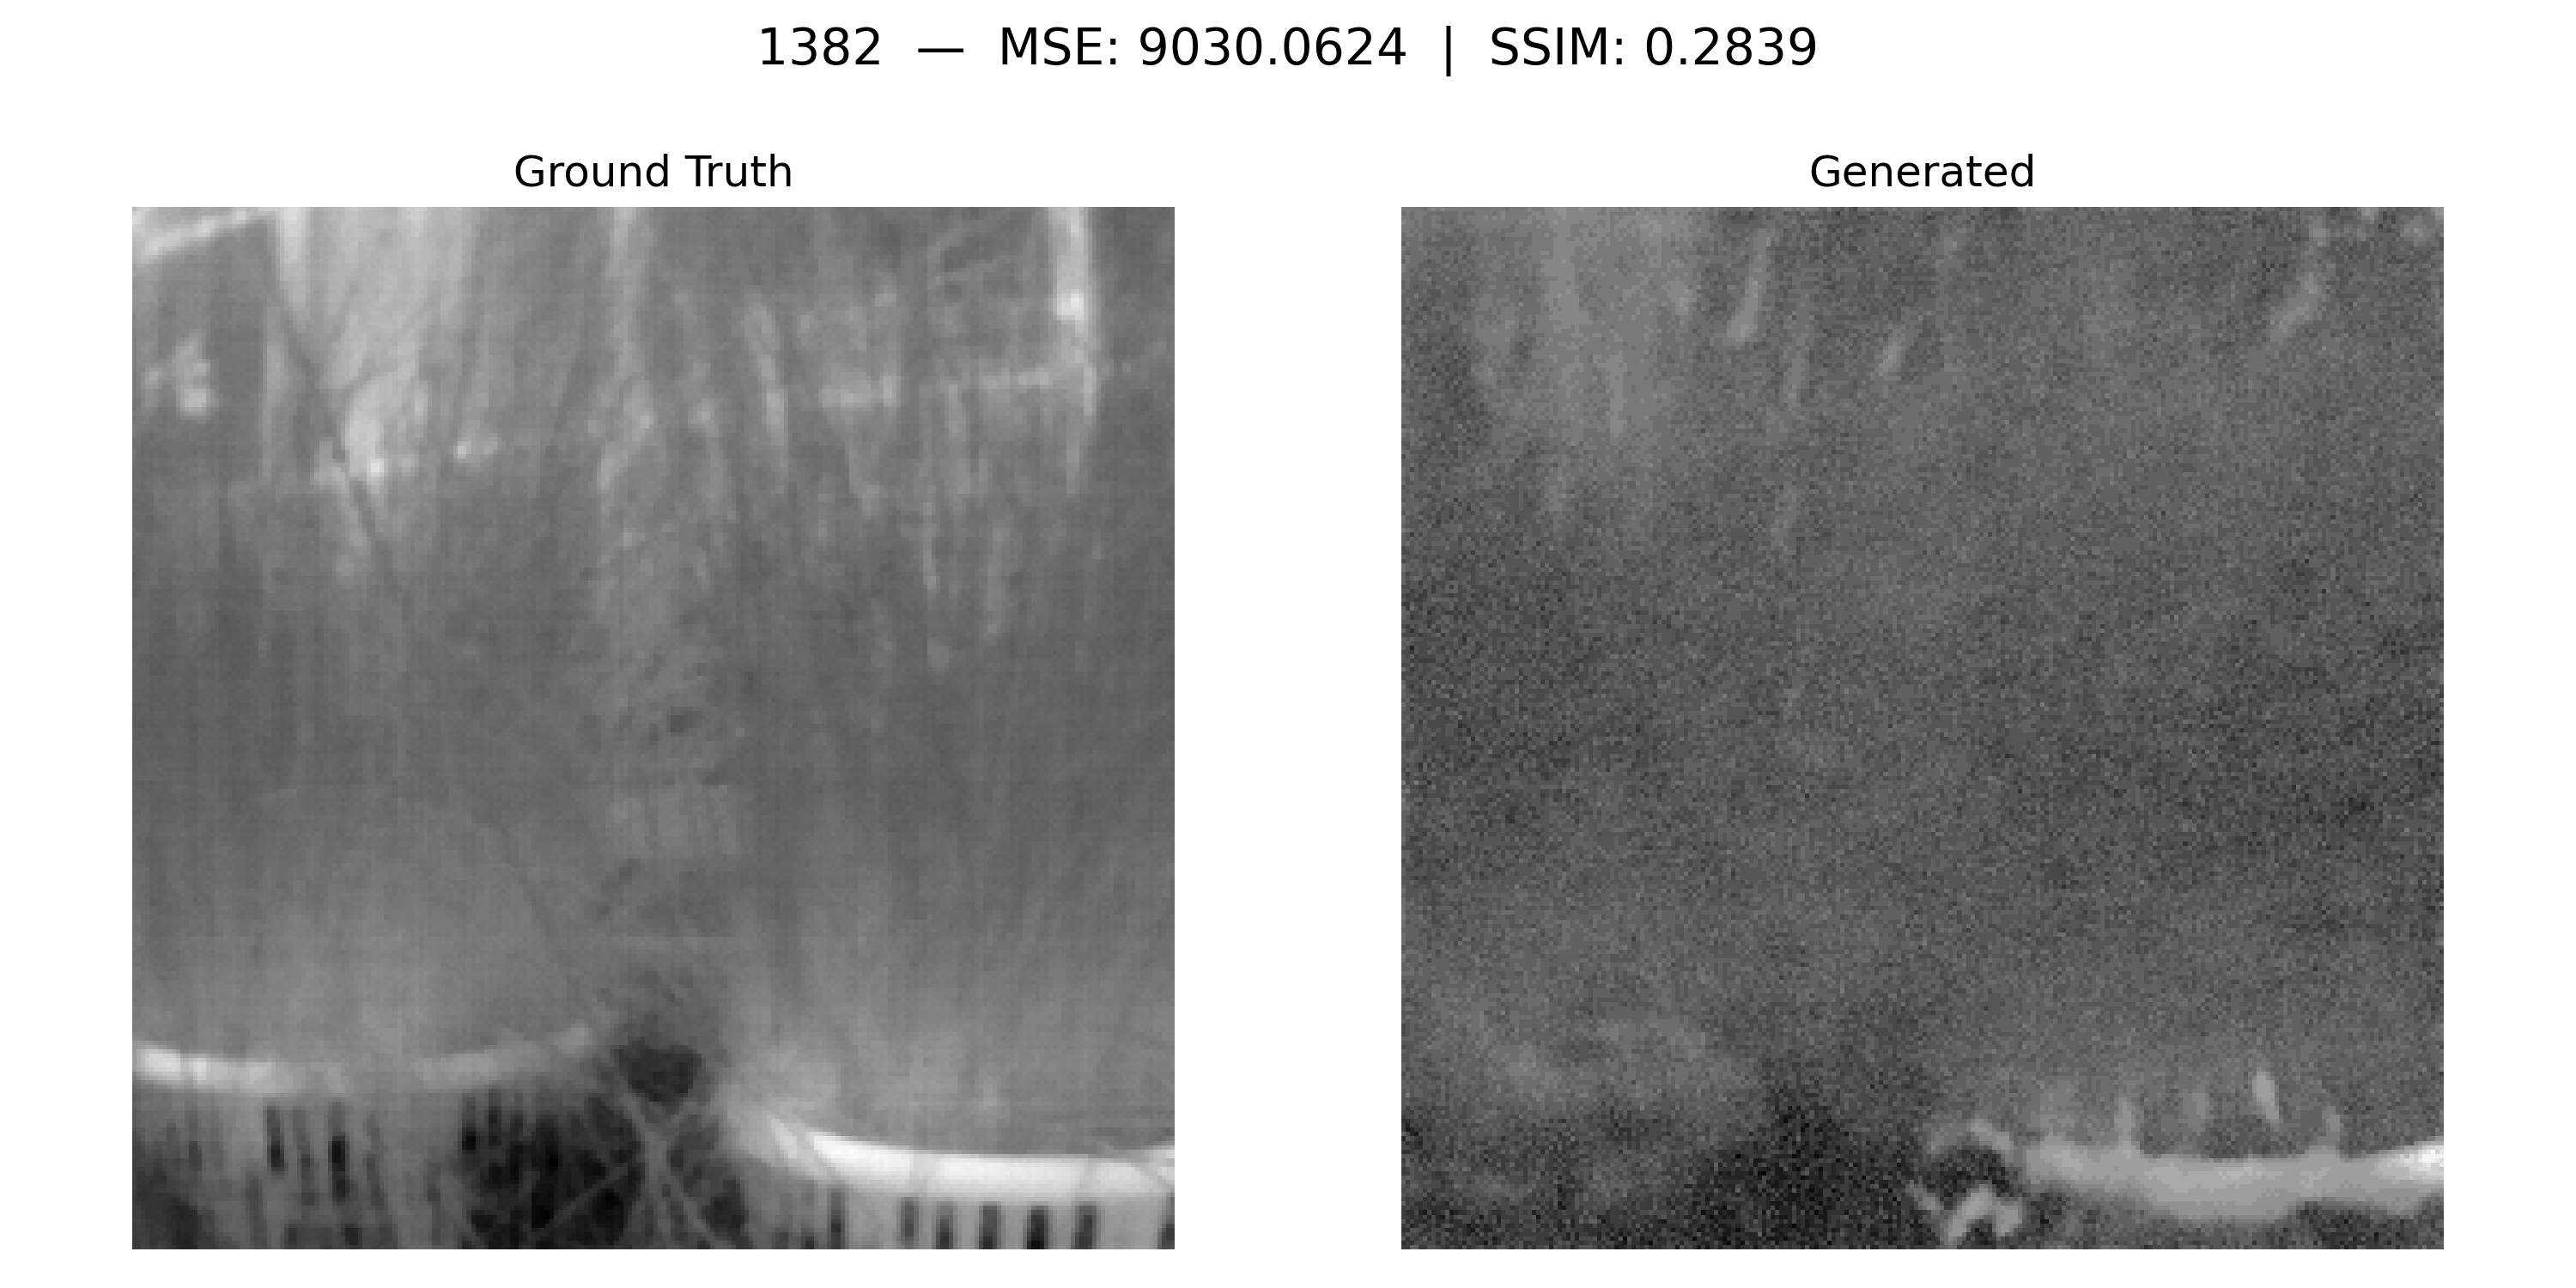 1382 — MSE: 9030.0624 | SSIM: 0.2839
Ground Truth
Generated